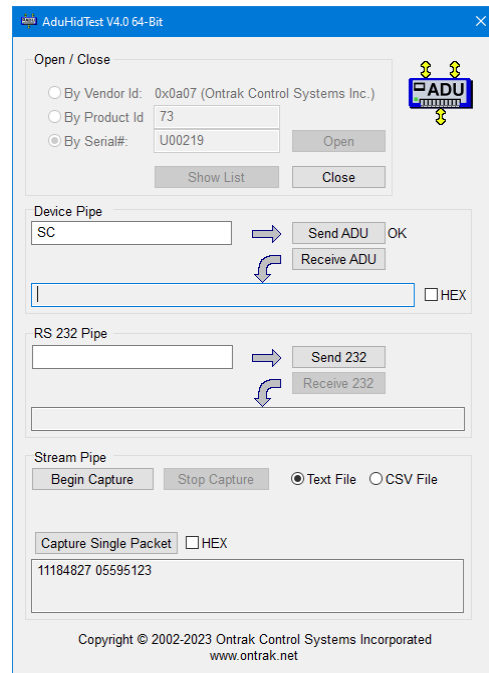 AduHidTest V4.0 64-Bit
Open / Close
By Vendor Id: 0x0a07 (Ontrak Control Systems Inc.)
ADU
By Product Id 73
By Serial#: U00219 Open
Show List Close
Device Pipe
SC Send ADU OK
Receive ADU
HEX
RS 232 Pipe
Send 232
Receive 232
Stream Pipe
Begin Capture Stop Capture Text File CSV File
Capture Single Packet HEX
11184827 05595123
Copyright © 2002-2023 Ontrak Control Systems Incorporated
www.ontrak.net